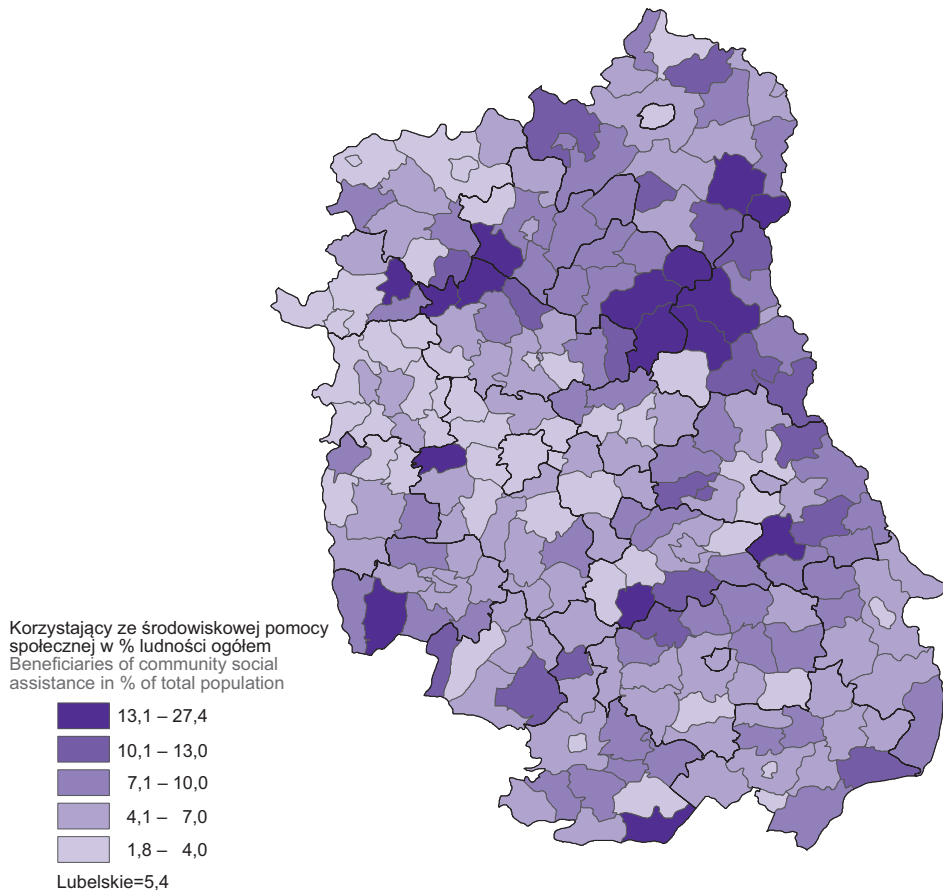 Korzystający ze środowiskowej pomocy
społecznej w % ludności ogółem
Beneficiaries of community social
assistance in % of total population
13,1 – 27,4
10,1 – 13,0
7,1 – 10,0
4,1 – 7,0
1,8 – 4,0
Lubelskie=5,4